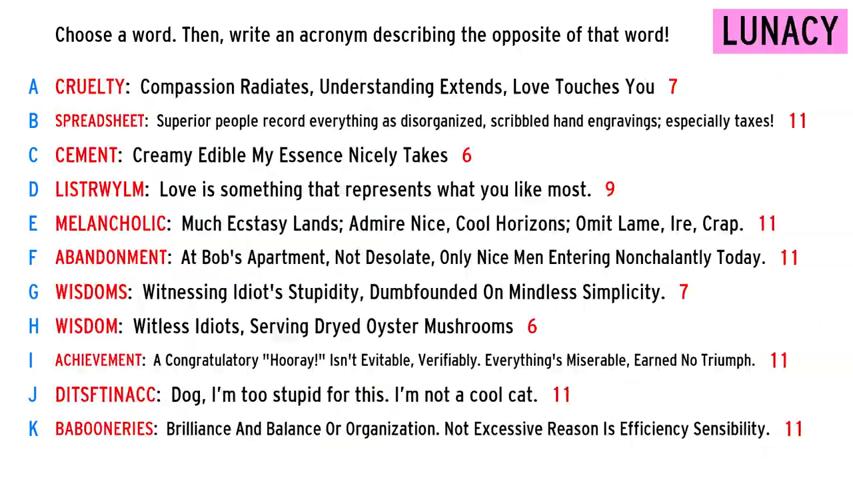 Choose a word. Then, write an acronym describing the opposite of that word!
LUNACY
A CRUELTY: Compassion Radiates, Understanding Extends, Love Touches You 7
B SPREADSHEET: Superior people record everything as disorganized, scribbled hand engravings; especially taxes! 11
C CEMENT: Creamy Edible My Essence Nicely Takes 6
D LISTRWYLM: Love is something that represents what you like most. 9
E MELANCHOLIC: Much Ecstasy Lands; Admire Nice, Cool Horizons; Omit Lame, Ire, Crap. 11
F ABANDONMENT: At Bob's Apartment, Not Desolate, Only Nice Men Entering Nonchalantly Today. 11
G WISDOMS: Witnessing Idiot's Stupidity, Dumbfounded On Mindless Simplicity. 7
H WISDOM: Witless Idiots, Serving Dryed Oyster Mushrooms 6
I ACHIEVEMENT: A Congratulatory "Hooray!" Isn't Evitable, Verifiably. Everything's Miserable, Earned No Triumph. 11
J DITSFTINACC: Dog, I'm too stupid for this. I'm not a cool cat. 11
K BABOONERIES: Brilliance And Balance Or Organization. Not Excessive Reason Is Efficiency Sensibility. 11